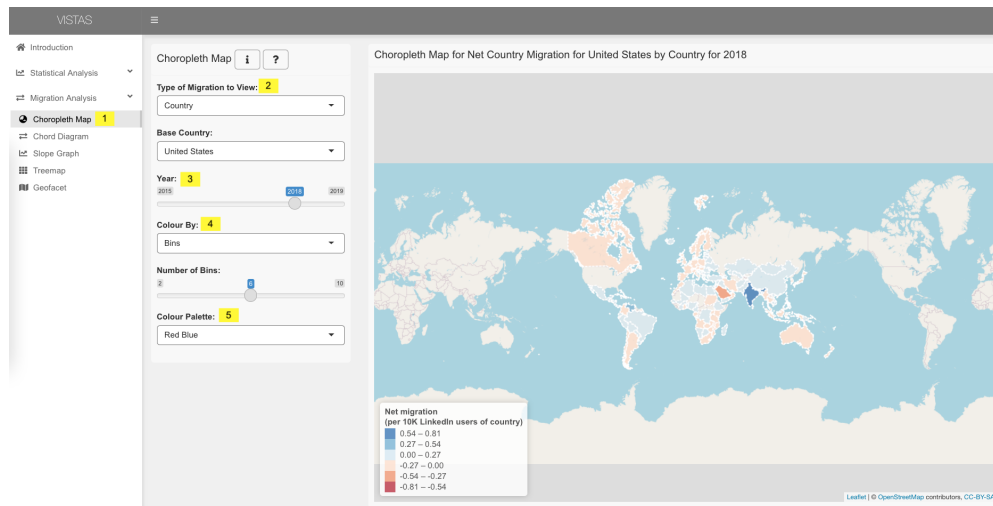 VISTAS
Introduction
Statistical Analysis
Migration Analysis
Choropleth Map 1
Chord Diagram
Slope Graph
Treemap
Geofacet
Choropleth Map i ?
Type of Migration to View: 2
Country
Base Country:
United States
Year: 3
2015 2018 2019
Colour By: 4
Bins
Number of Bins:
2 6 10
Colour Palette: 5
Red Blue
Choropleth Map for Net Country Migration for United States by Country for 2018
Net migration
(per 10K LinkedIn users of country)
0.54 – 0.81
0.27 – 0.54
0.00 – 0.27
-0.27 – 0.00
-0.54 – -0.27
-0.81 – -0.54
Leaflet | © OpenStreetMap contributors, CC-BY-SA